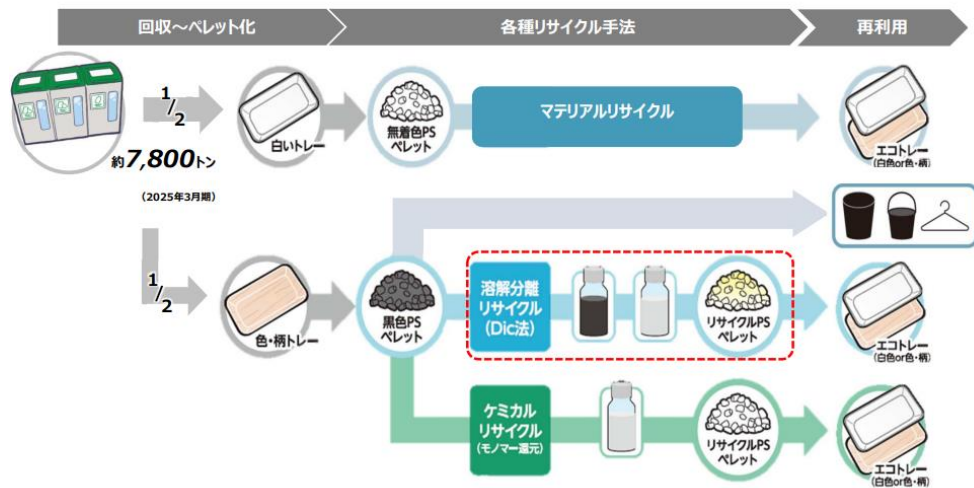 回収～ペレット化
各種リサイクル手法
再利用
1/2
白いトレー
無着色PS
ペレット
マテリアルリサイクル
エコトレー
(白色or色・柄)
約7,800トン
(2025年3月期)
1/2
色・柄トレー
黒色PS
ペレット
溶解分離
リサイクル
(Dic法)
リサイクルPS
ペレット
エコトレー
(白色or色・柄)
ケミカル
リサイクル
(モノマー還元)
リサイクルPS
ペレット
エコトレー
(白色or色・柄)